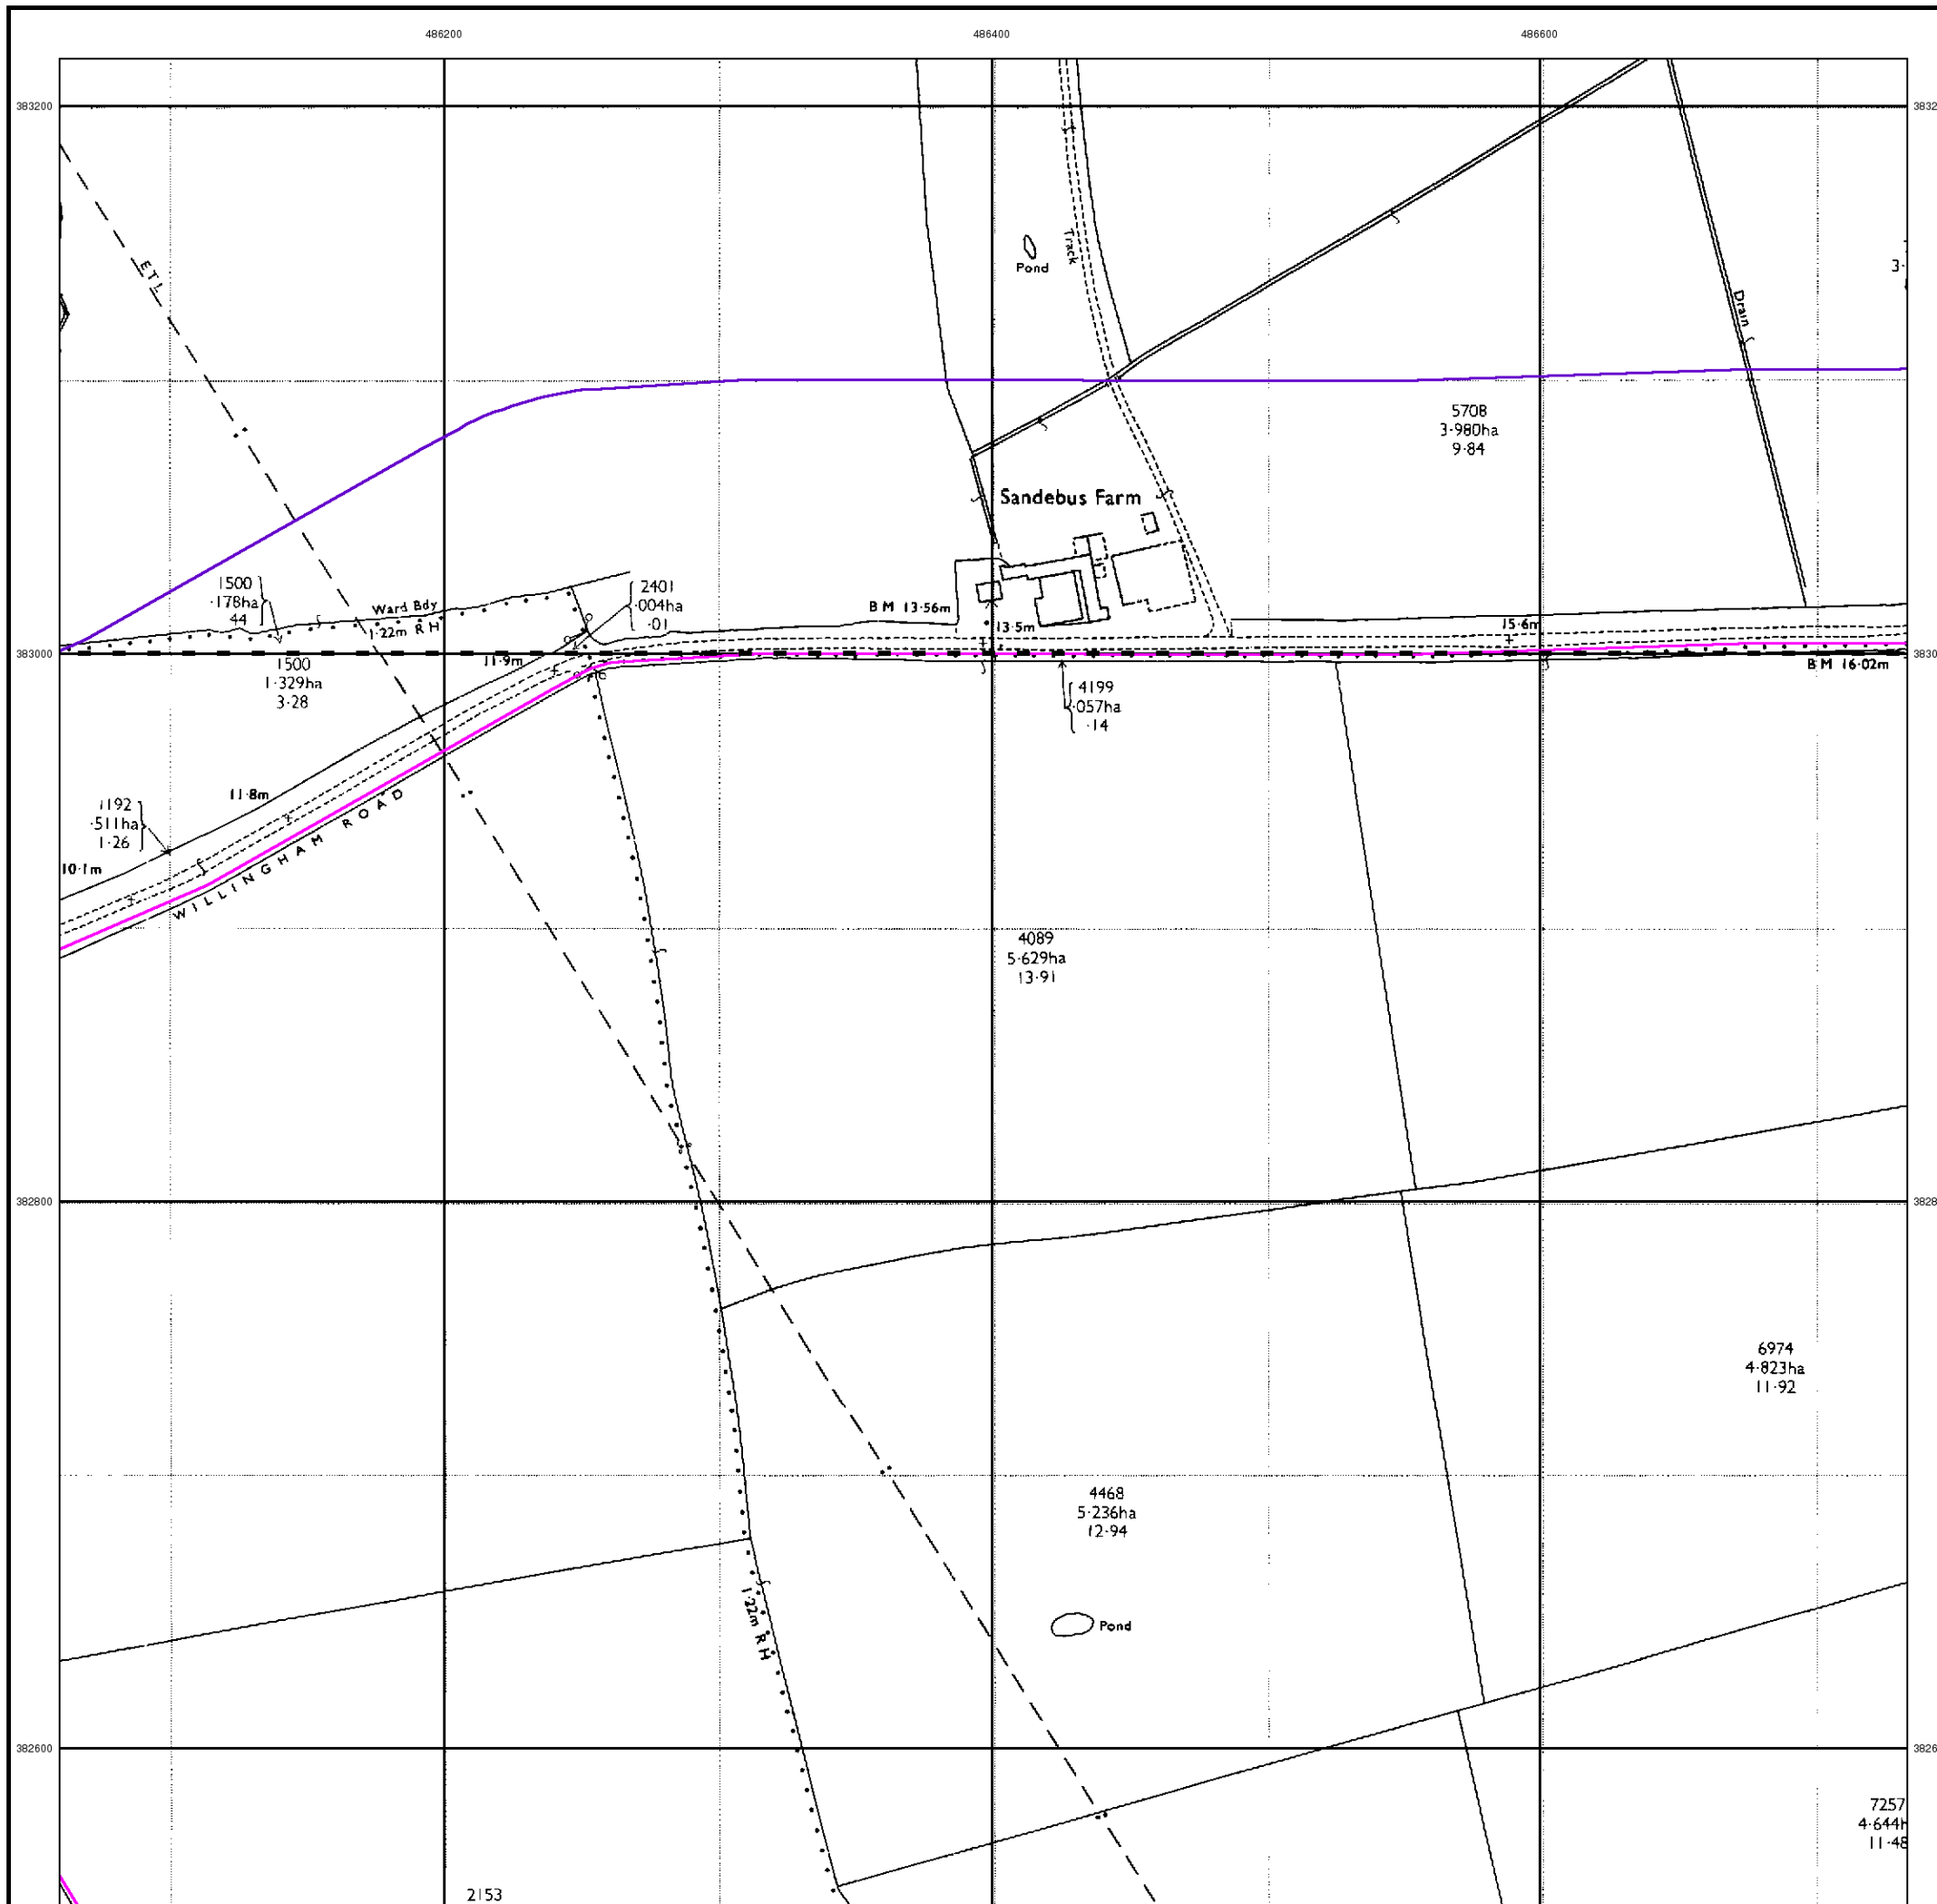 486200
486400
486600
383200
ETL
Pond
Track
Drain
5708
3·980ha
9·84
Sandebus Farm
1500
·178ha
44
Ward Bdy
1·22m RH
2401
·004ha
·01
BM 13·56m
13·5m
15·6m
BM 16·02m
383000
11·9m
1500
1·329ha
3·28
4199
·057ha
·14
11·8m
1192
·511ha
1·26
10·1m
WILLINGHAM ROAD
4089
5·629ha
13·91
382800
6974
4·823ha
11·92
4468
5·236ha
12·94
1·22m RH
Pond
382600
7257
4·644h
11·48
2153